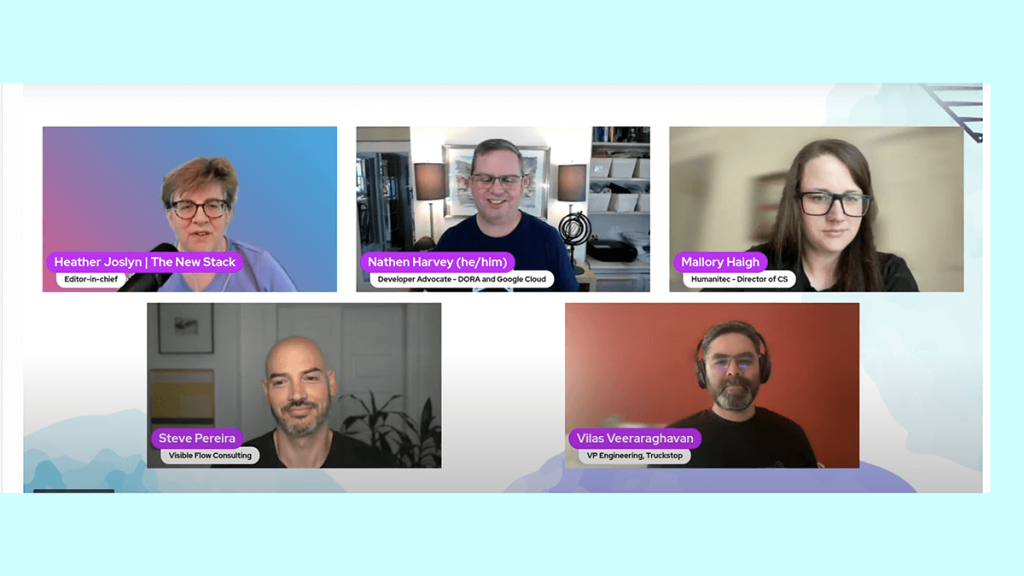 Heather Joslyn | The New Stack
Editor-in-chief
Nathen Harvey (he/him)
Developer Advocate - DORA and Google Cloud
Mallory Haigh
Humanitec - Director of CS
Steve Pereira
Visible Flow Consulting
Vilas Veeraraghavan
VP Engineering, Truckstop